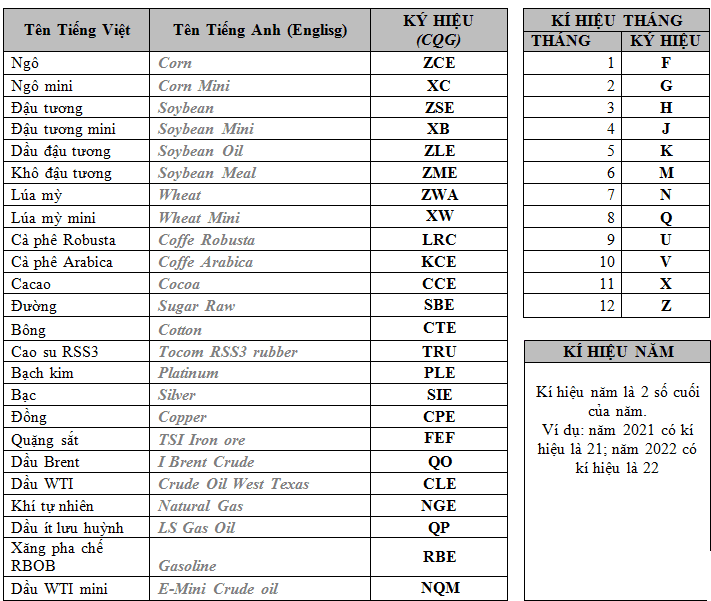 Tên Tiếng Việt Tên Tiếng Anh (Englisg) KÝ HIỆU
(CQG)
Ngô Corn ZCE
Ngô mini Corn Mini XC
Đậu tương Soybean ZSE
Đậu tương mini Soybean Mini XB
Dầu đậu tương Soybean Oil ZLE
Khô đậu tương Soybean Meal ZME
Lúa mỳ Wheat ZWA
Lúa mỳ mini Wheat Mini XW
Cà phê Robusta Coffe Robusta LRC
Cà phê Arabica Coffe Arabica KCE
Cacao Cocoa CCE
Đường Sugar Raw SBE
Bông Cotton CTE
Cao su RSS3 Tocom RSS3 rubber TRU
Bạch kim Platinum PLE
Bạc Silver SIE
Đồng Copper CPE
Quặng sắt TSI Iron ore FEF
Dầu Brent I Brent Crude QO
Dầu WTI Crude Oil West Texas CLE
Khí tự nhiên Natural Gas NGE
Dầu ít lưu huỳnh LS Gas Oil QP
Xăng pha chế
RBOB Gasoline RBE
Dầu WTI mini E-Mini Crude oil NQM
KÍ HIỆU THÁNG
THÁNG KÝ HIỆU
1 F
2 G
3 H
4 J
5 K
6 M
7 N
8 Q
9 U
10 V
11 X
12 Z
KÍ HIỆU NĂM
Kí hiệu năm là 2 số cuối
của năm.
Ví dụ: năm 2021 có kí
hiệu là 21; năm 2022 có
kí hiệu là 22